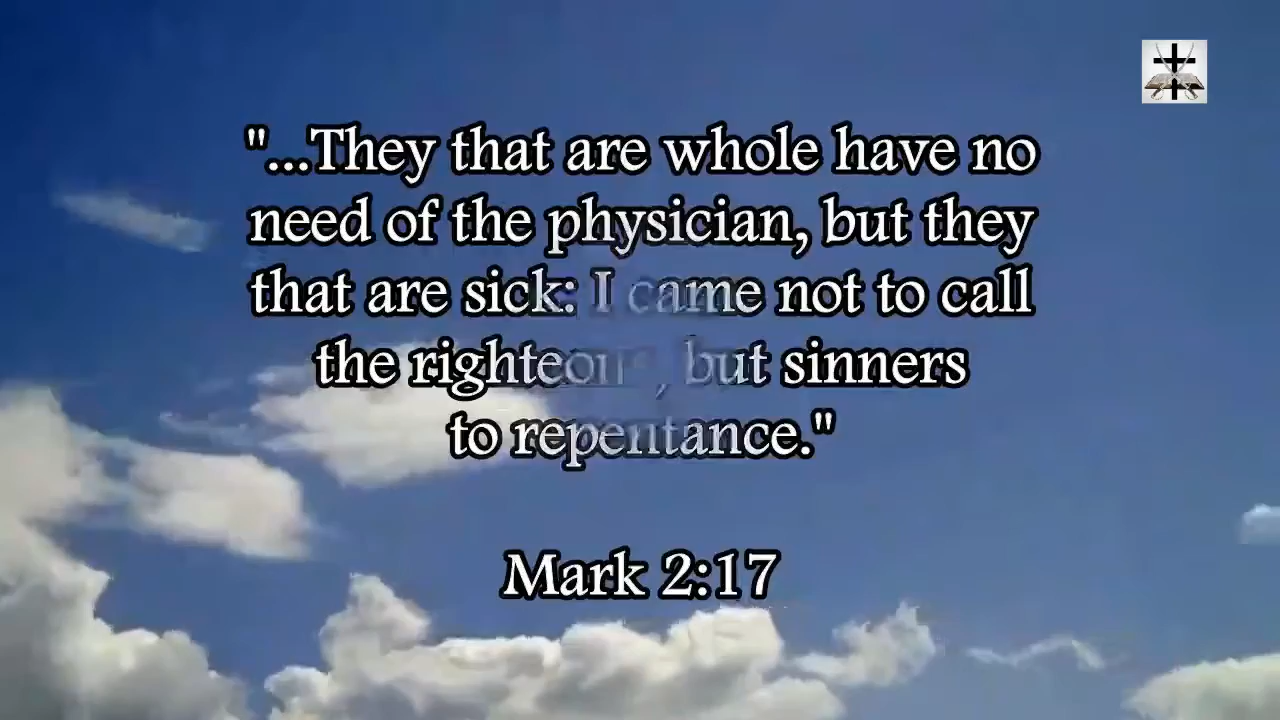 "...They that are whole have no
need of the physician, but they
that are sick: I came not to call
the righteous, but sinners
to repentance."
Mark 2:17